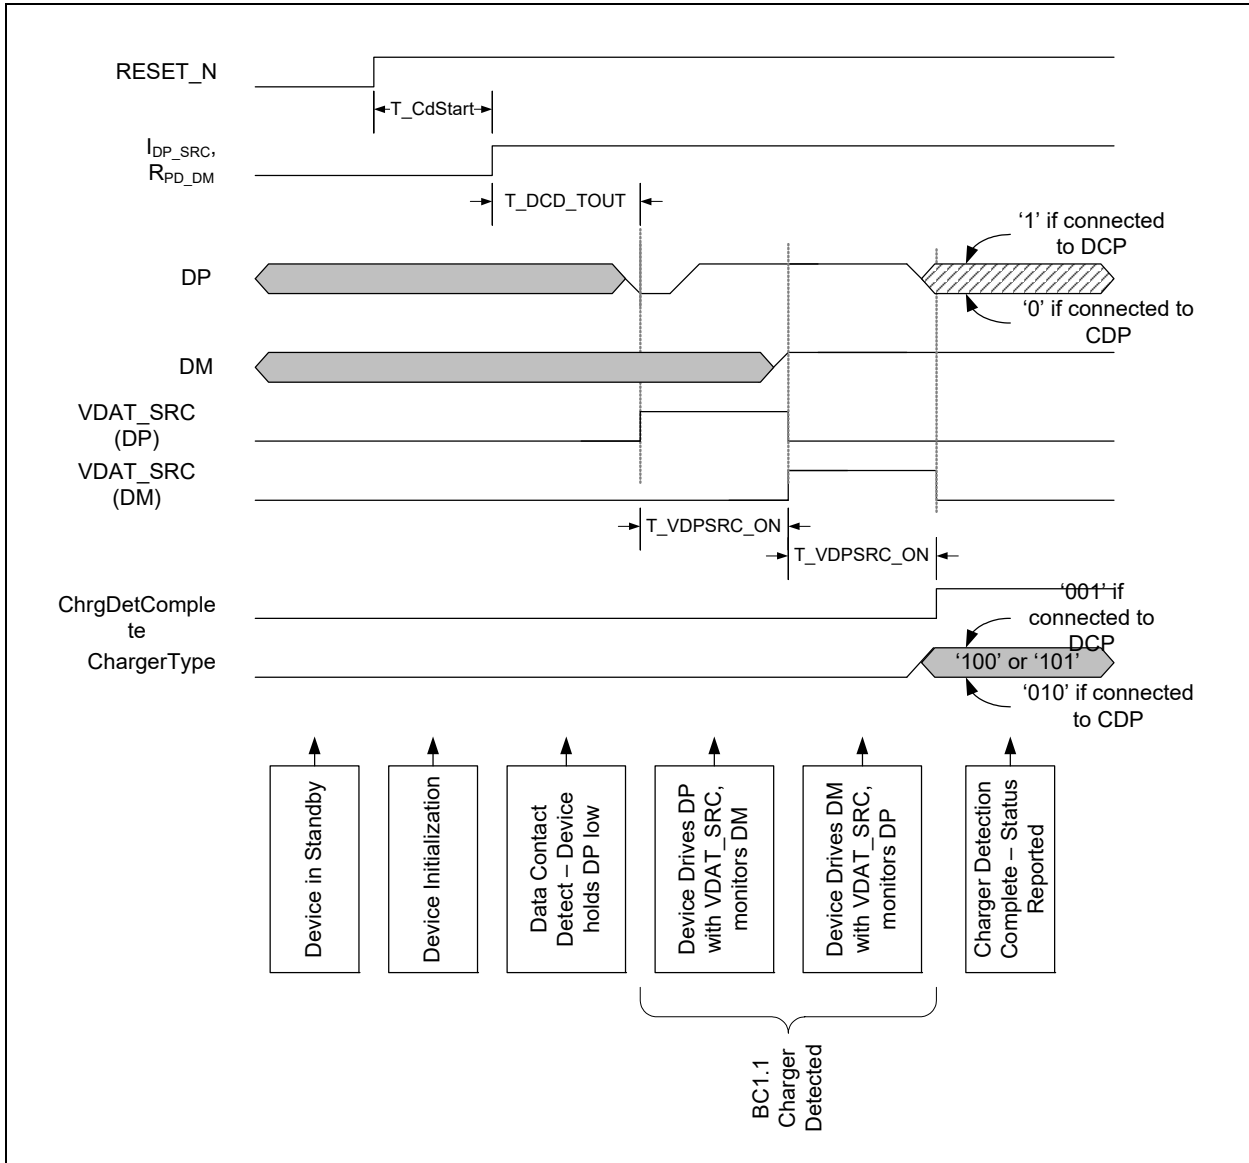 RESET_N
T_CdStart
IDP_SRC,
RPD_DM
T_DCD_TOUT
'1' if connected
to DCP
DP
'0' if connected to
CDP
DM
VDAT_SRC
(DP)
VDAT_SRC
(DM)
T_VDPSRC_ON
T_VDPSRC_ON
ChrgDetComple
te
'001' if
connected to
DCP
ChargerType
'100' or '101'
'010' if connected
to CDP
Device in Standby
Device Initialization
Data Contact
Detect – Device
holds DP low
Device Drives DP
with VDAT_SRC,
monitors DM
Device Drives DM
with VDAT_SRC,
monitors DP
Charger Detection
Complete – Status
Reported
BC1.1
Charger
Detected